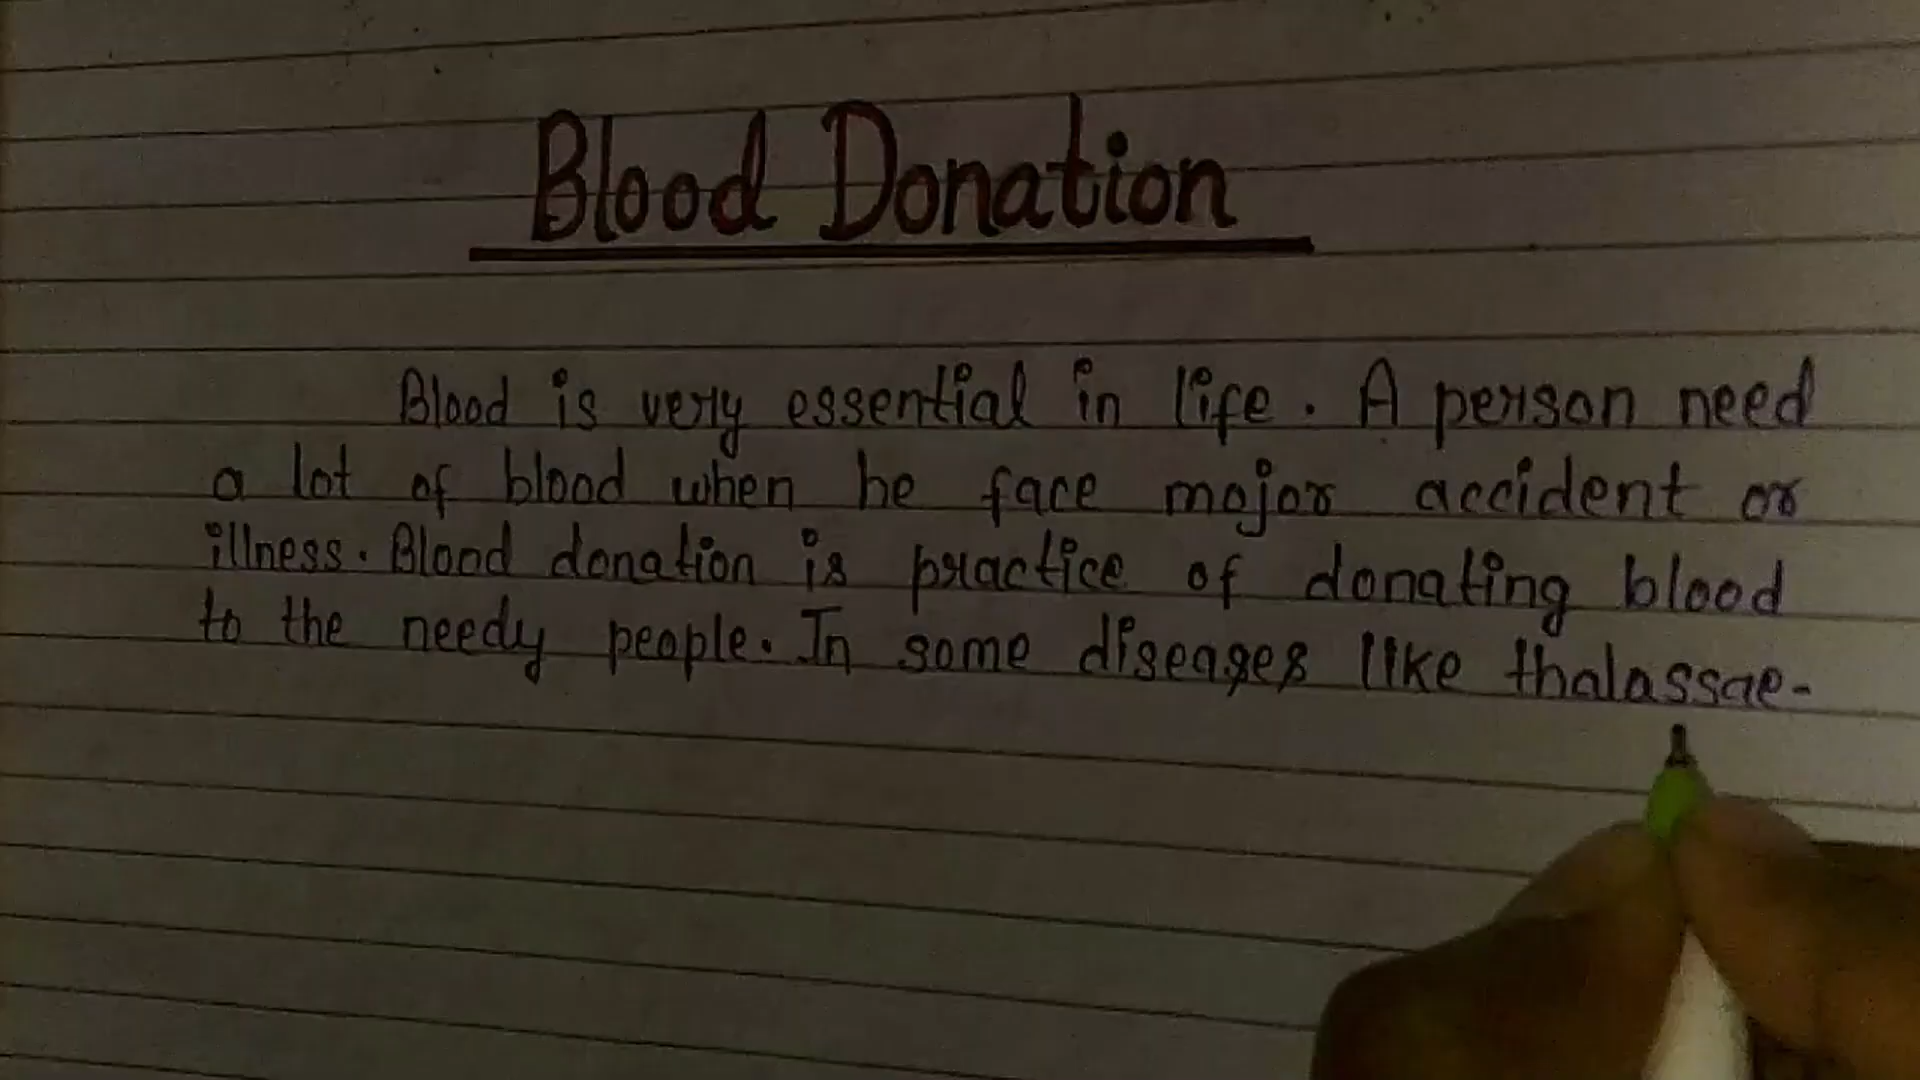 Blood Donation
Blood is very essential in life. A person need
a lot of blood when he face major accident or
illness. Blood donation is practice of donating blood
to the needy people. In some diseases like thalassae-